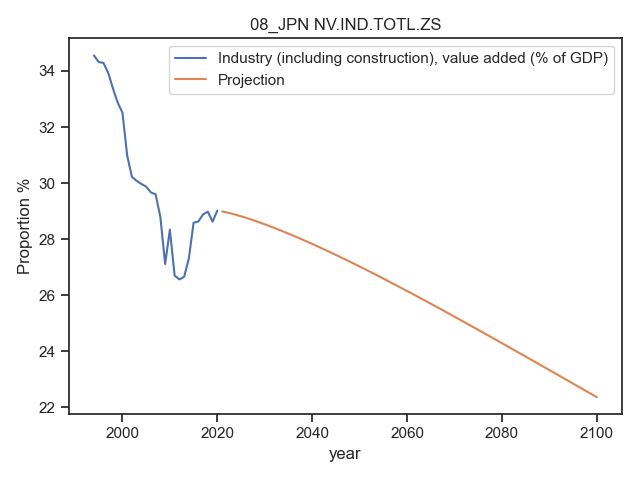 08_JPN NV.IND.TOTL.ZS
Industry (including construction), value added (% of GDP)
Projection
Proportion %
34
32
30
28
26
24
22
2000
2020
2040
2060
2080
2100
year